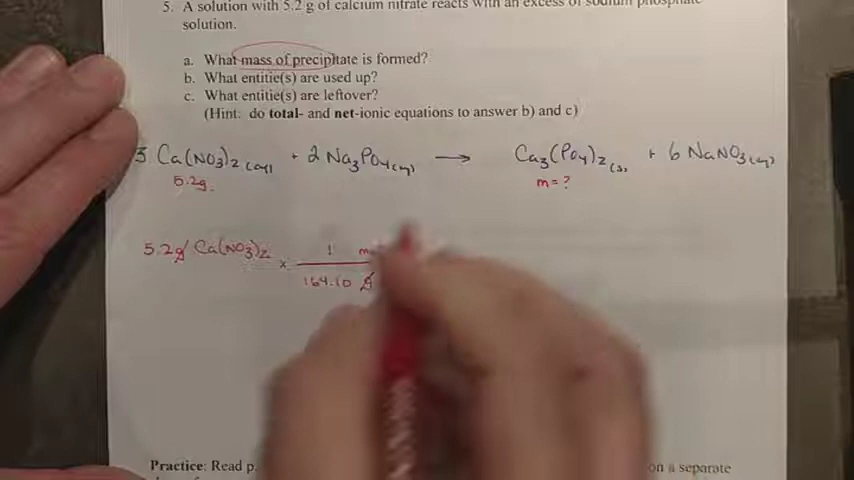 5. A solution with 5.2 g of calcium nitrate reacts with an excess of sodium phosphate
solution.
a. What mass of precipitate is formed?
b. What entitie(s) are used up?
c. What entitie(s) are leftover?
(Hint: do total- and net-ionic equations to answer b) and c)
3 Ca(NO3)2 (aq) + 2 Na3PO4 (aq) → Ca3(PO4)2 (s) + 6 NaNO3 (aq)
5.2g m=?
5.2g Ca(NO3)2 × 1
164.10 g
Practice: Read p. on a separate